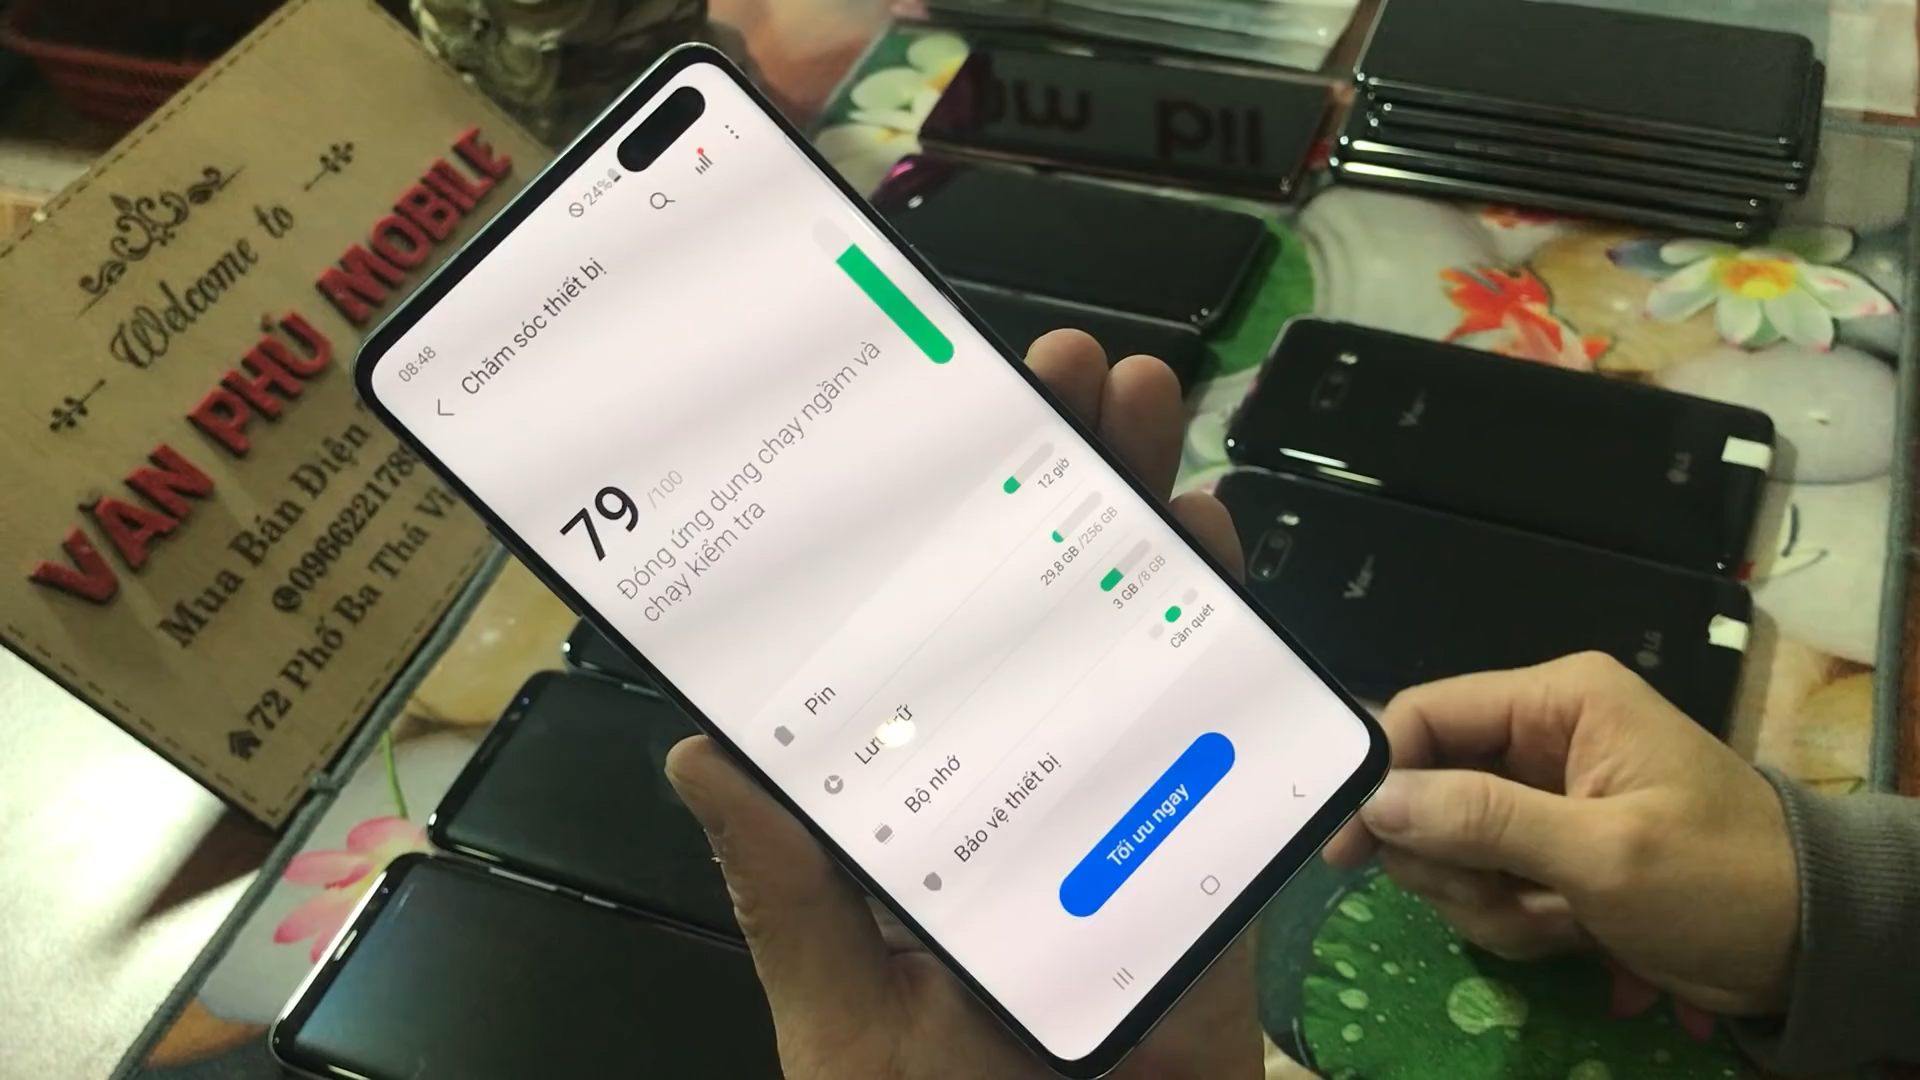 Welcome to
VĂN PHÚ MOBILE
Mua Bán Điện
72 Phố Ba Thá
08:48
24%
Chăm sóc thiết bị
79 /100
Đóng ứng dụng chạy ngầm và
chạy kiểm tra
Pin
12 giờ
29,8 GB /256 GB
Bộ nhớ
3 GB /8 GB
Bảo vệ thiết bị
Cần quét
Tối ưu ngay
LG
LG